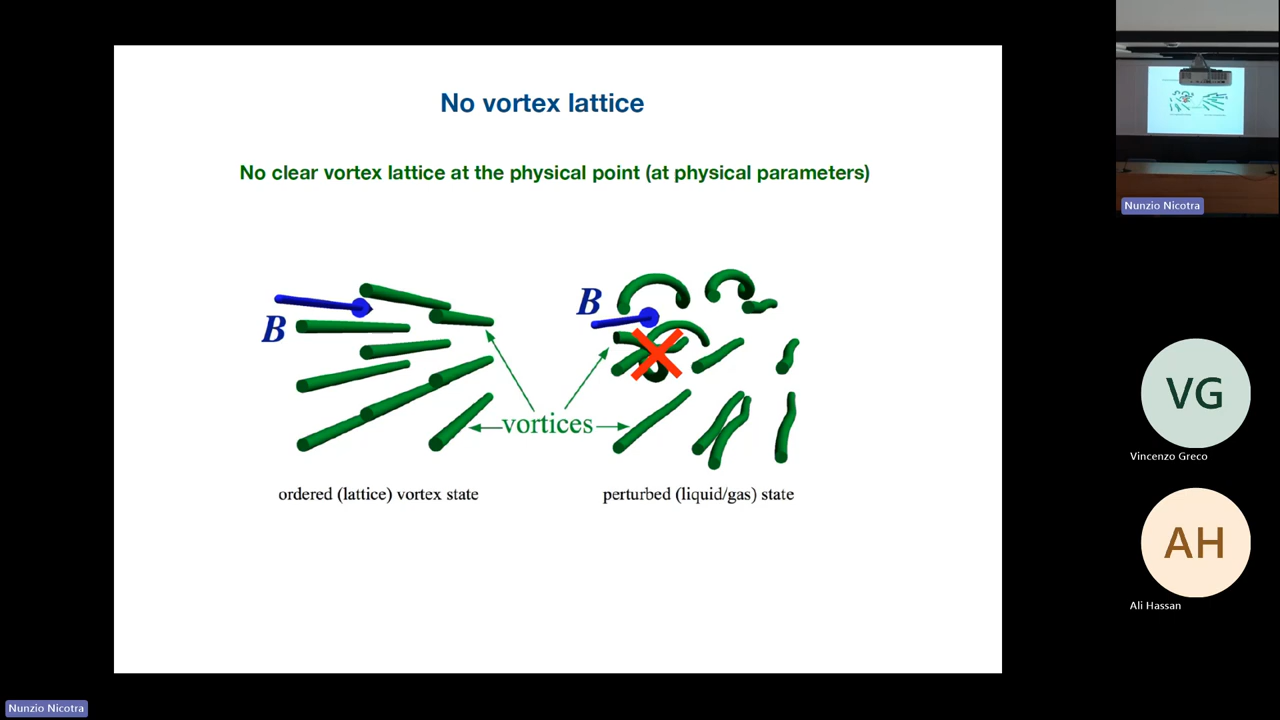 No vortex lattice
No clear vortex lattice at the physical point (at physical parameters)
B
B
vortices
ordered (lattice) vortex state
perturbed (liquid/gas) state
Nunzio Nicotra
VG
Vincenzo Greco
AH
Ali Hassan
Nunzio Nicotra